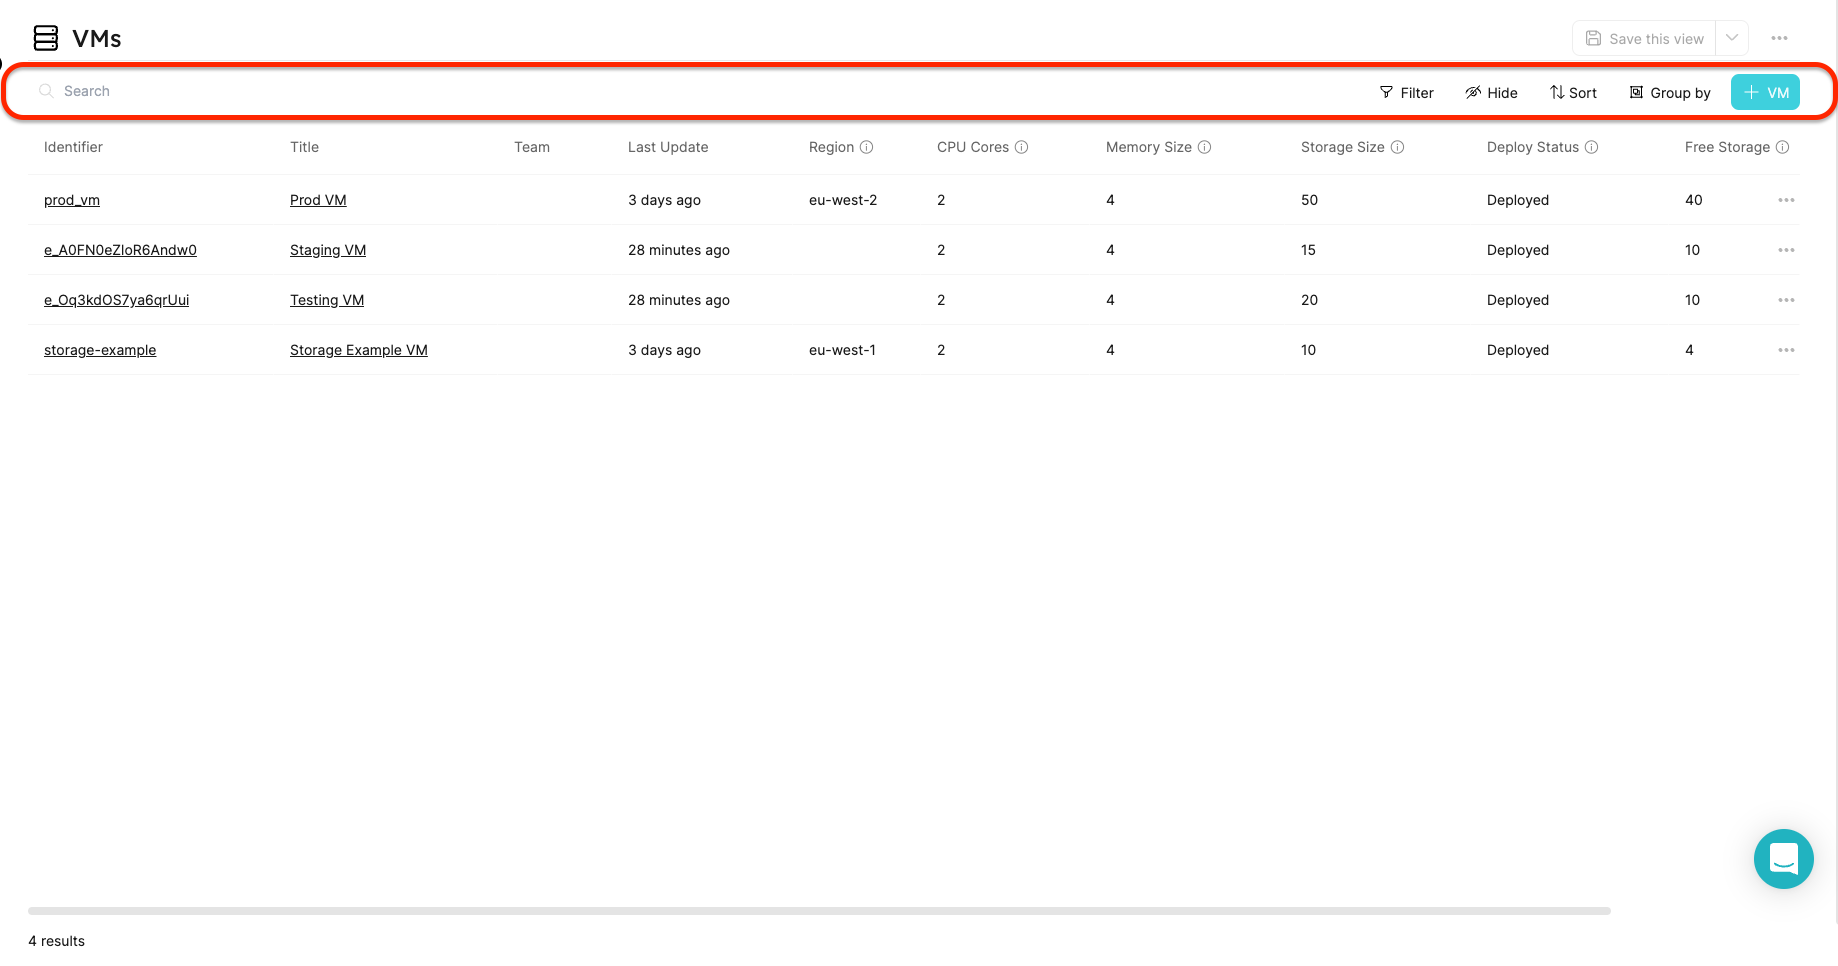 VMs
Save this view
Search
Filter Hide Sort Group by VM
Identifier Title Team Last Update Region CPU Cores Memory Size Storage Size Deploy Status Free Storage
prod_vm Prod VM 3 days ago eu-west-2 2 4 50 Deployed 40
e_A0FN0eZIoR6Andw0 Staging VM 28 minutes ago 2 4 15 Deployed 10
e_Oq3kdOS7ya6qrUui Testing VM 28 minutes ago 2 4 20 Deployed 10
storage-example Storage Example VM 3 days ago eu-west-1 2 4 10 Deployed 4
4 results